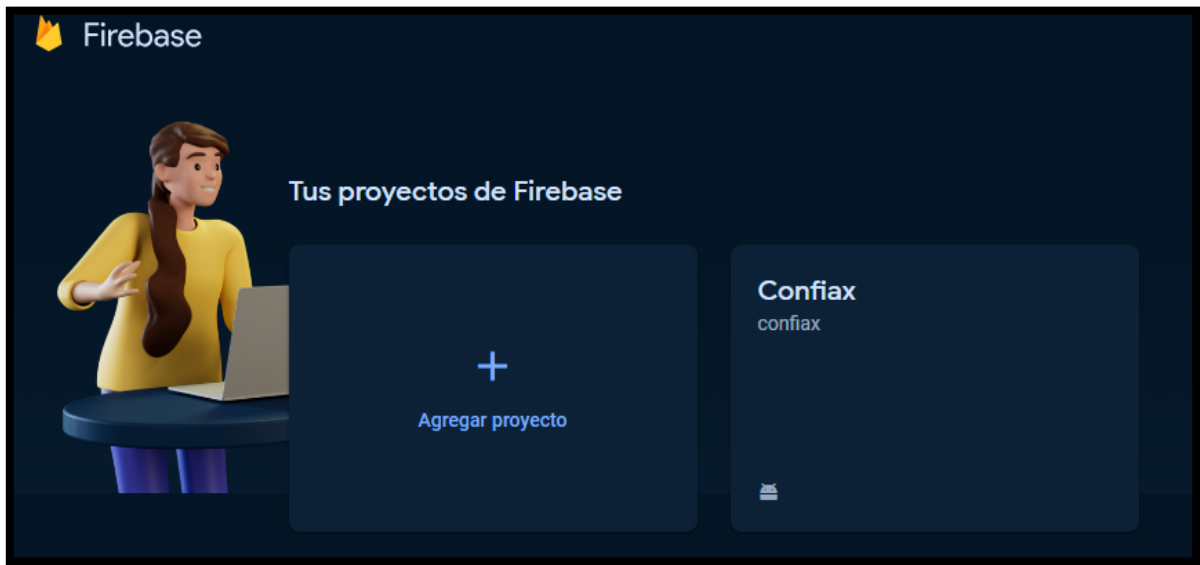 Firebase
Tus proyectos de Firebase
Agregar proyecto
Confiax
confiax